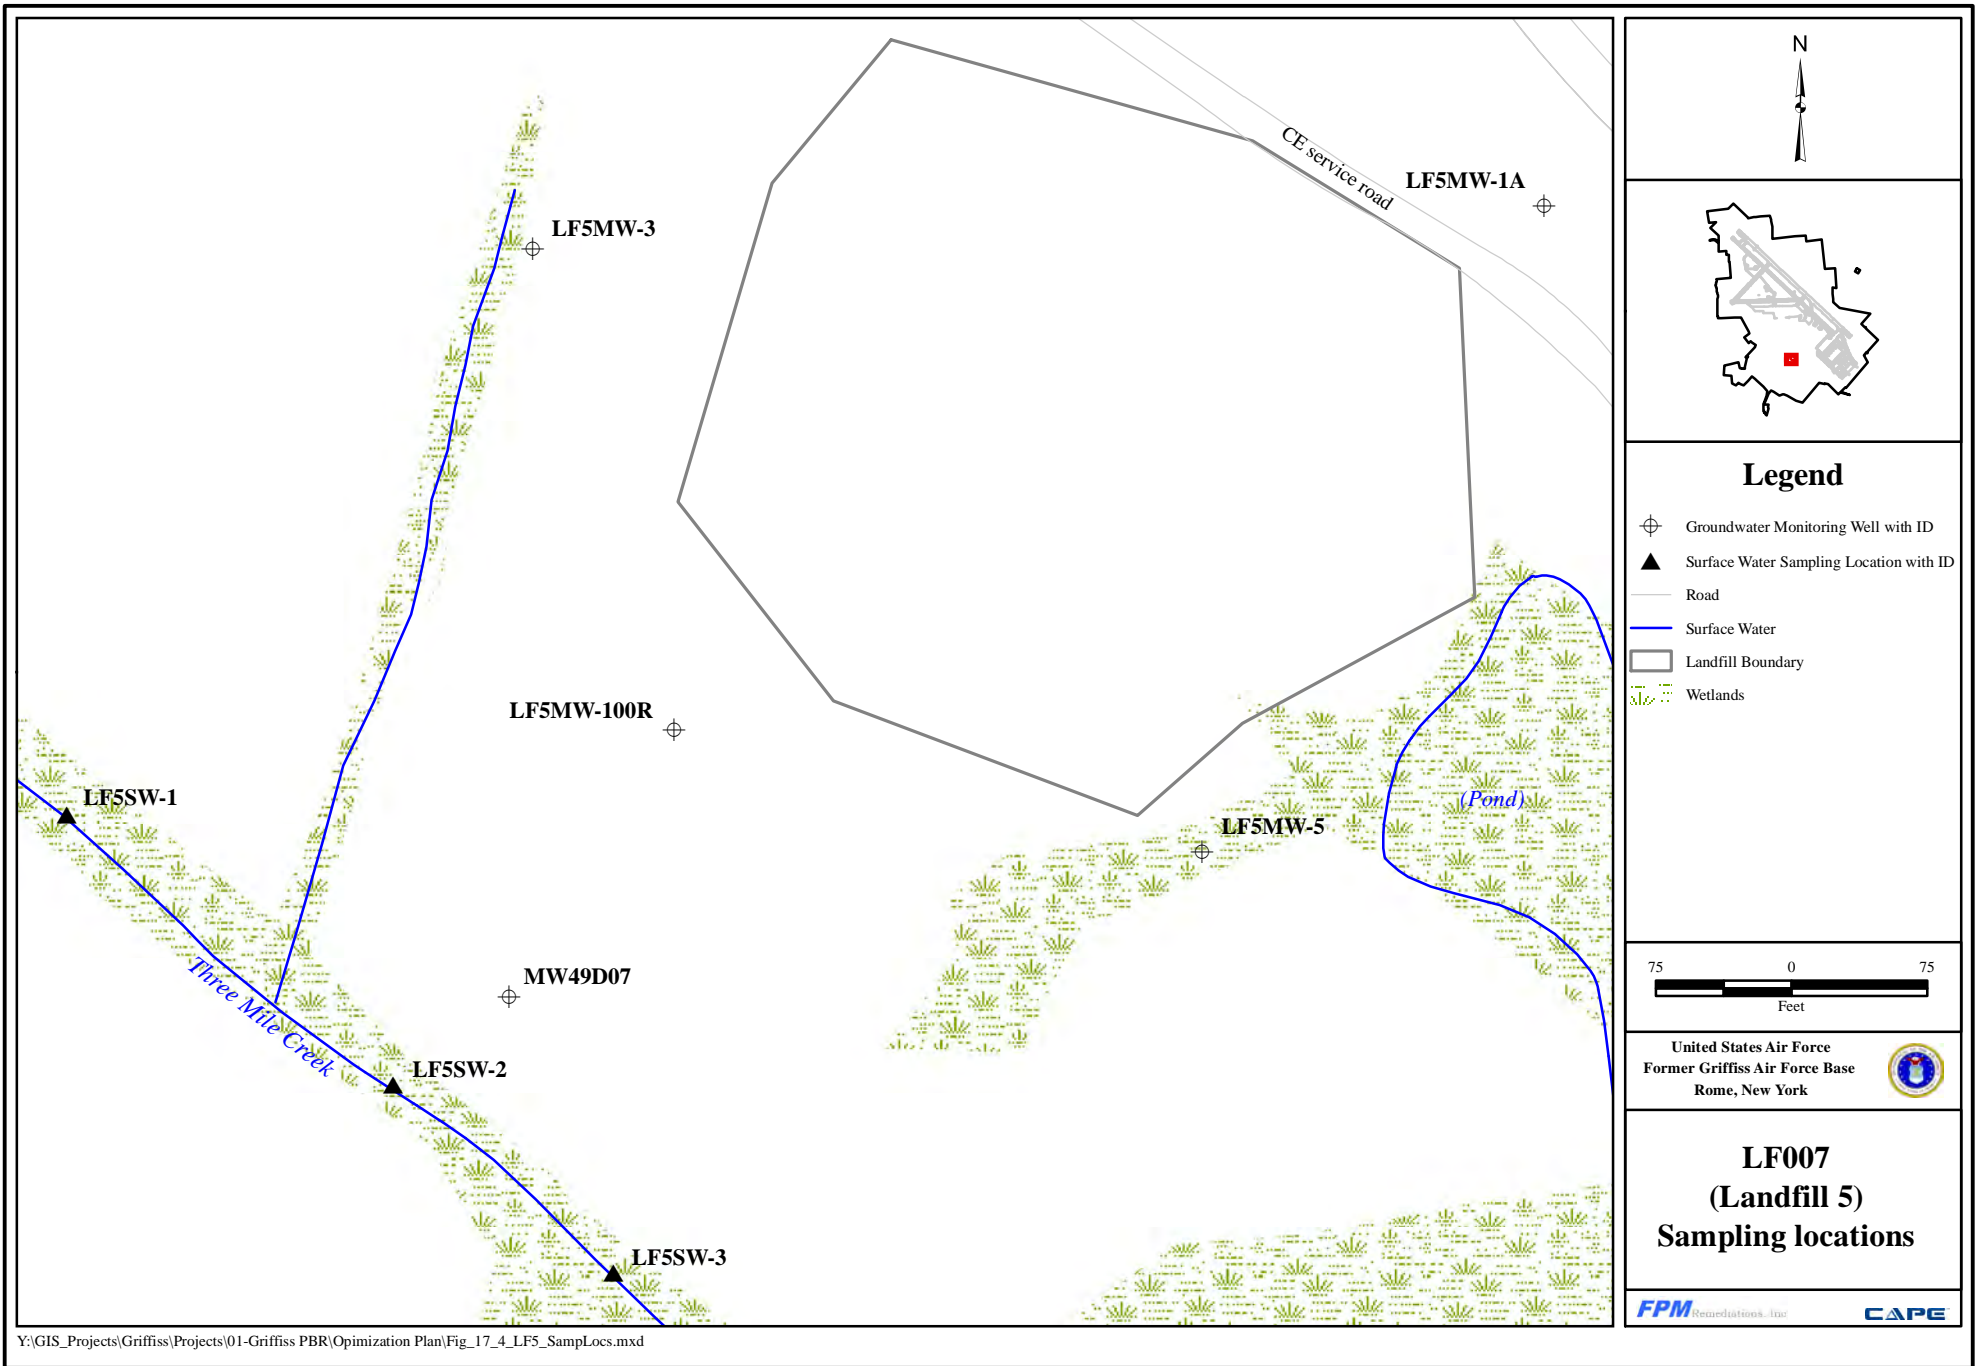 CE service road
LF5MW-1A
LF5MW-3
LF5MW-100R
LF5SW-1
(Pond)
LF5MW-5
Three Mile Creek
MW49D07
LF5SW-2
LF5SW-3
N
Legend
Groundwater Monitoring Well with ID
Surface Water Sampling Location with ID
Road
Surface Water
Landfill Boundary
Wetlands
75 0 75
Feet
United States Air Force
Former Griffiss Air Force Base
Rome, New York
LF007
(Landfill 5)
Sampling locations
FPM Remediations, Inc
CAPE
Y:\GIS_Projects\Griffiss\Projects\01-Griffiss PBR\Opimization Plan\Fig_17_4_LF5_SampLocs.mxd